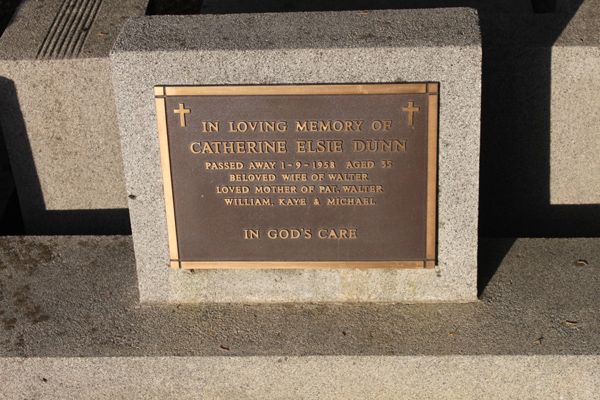 IN LOVING MEMORY OF
CATHERINE ELSIE DUNN
PASSED AWAY 1-9-1958 AGED 35
BELOVED WIFE OF WALTER
LOVED MOTHER OF PAT, WALTER
WILLIAM, KAYE & MICHAEL
IN GOD'S CARE